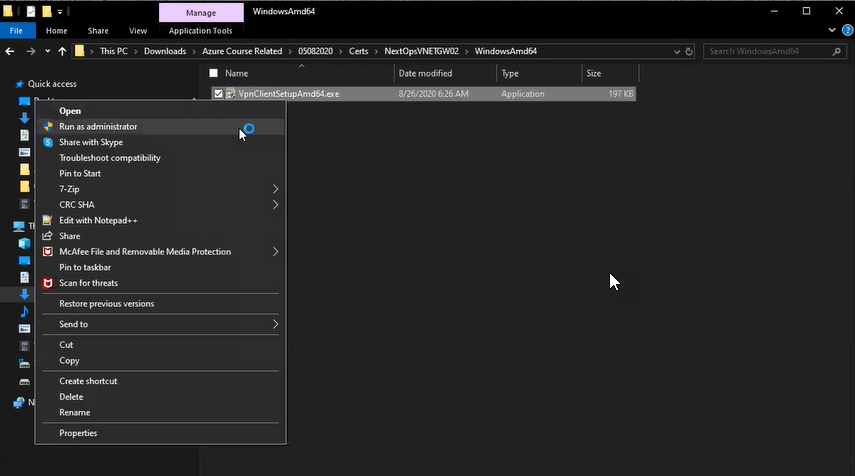 Manage
WindowsAmd64
File
Home
Share
View
Application Tools
This PC > Downloads > Azure Course Related > 05082020 > Certs > NextOpsVNETGW02 > WindowsAmd64
Search WindowsAmd64
Quick access
Name
Date modified
Type
Size
VpnClientSetupAmd64.exe
8/26/2020 6:26 AM
Application
197 KB
Open
Run as administrator
Share with Skype
Troubleshoot compatibility
Pin to Start
7-Zip
CRC SHA
Edit with Notepad++
Share
McAfee File and Removable Media Protection
Pin to taskbar
Scan for threats
Restore previous versions
Send to
Cut
Copy
Create shortcut
Delete
Rename
Properties